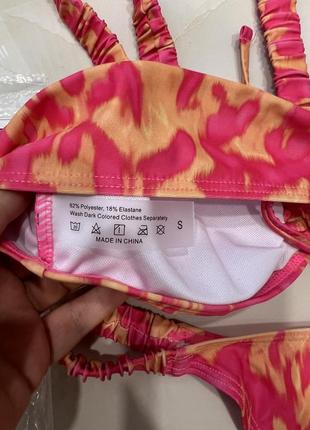 82% Polyester, 18% Elastane
Wash Dark Colored Clothes Separately
S
MADE IN CHINA